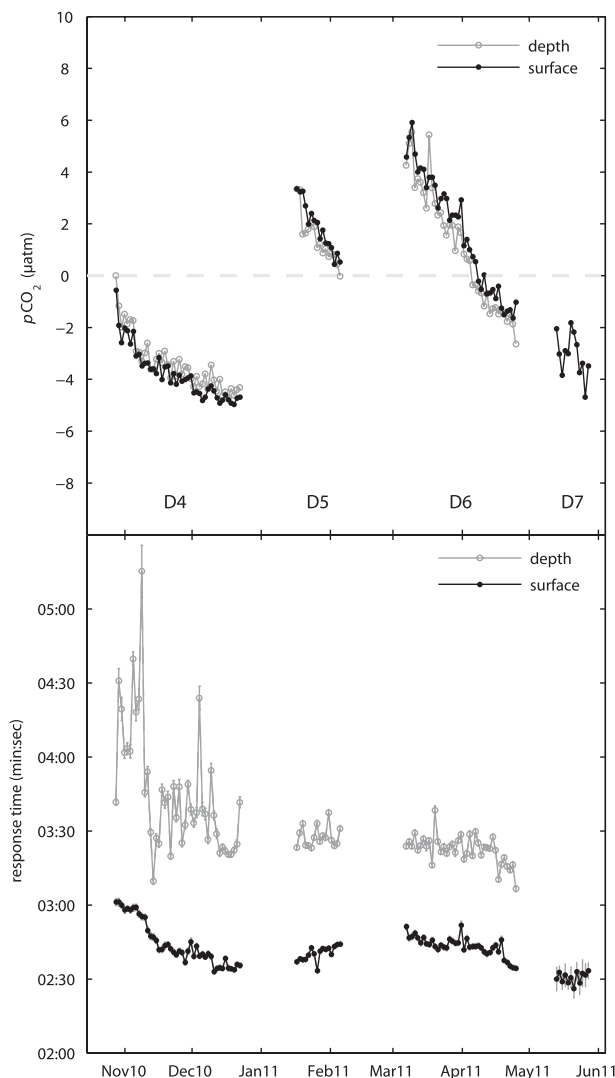 10
8
6
4
2
0
−2
−4
−6
−8
pCO2 (µatm)
depth
surface
D4 D5 D6 D7
depth
surface
05:00
04:30
04:00
03:30
03:00
02:30
02:00
response time (min:sec)
Nov10 Dec10 Jan11 Feb11 Mar11 Apr11 May11 Jun11